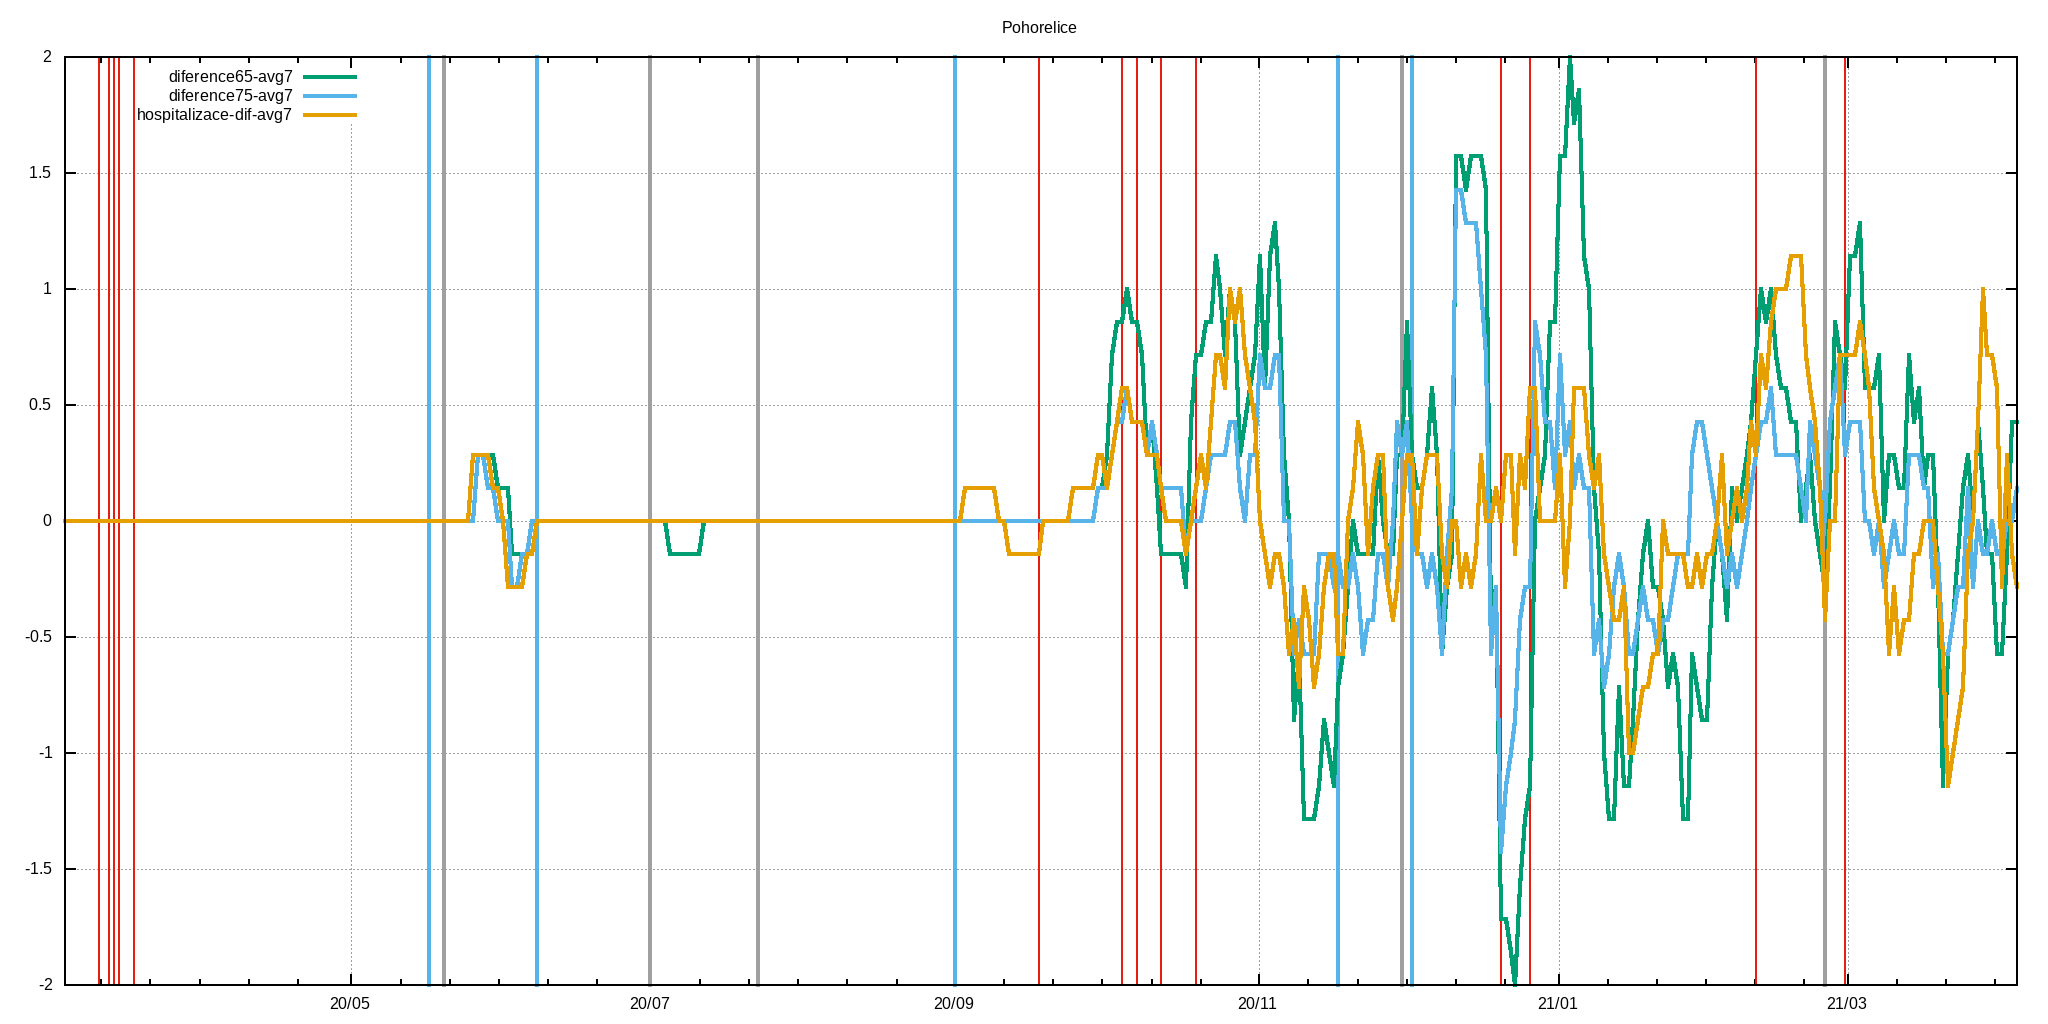 Pohorelice
diference65-avg7
diference75-avg7
hospitalizace-dif-avg7
2
1.5
1
0.5
0
-0.5
-1
-1.5
-2
20/05 20/07 20/09 20/11 21/01 21/03